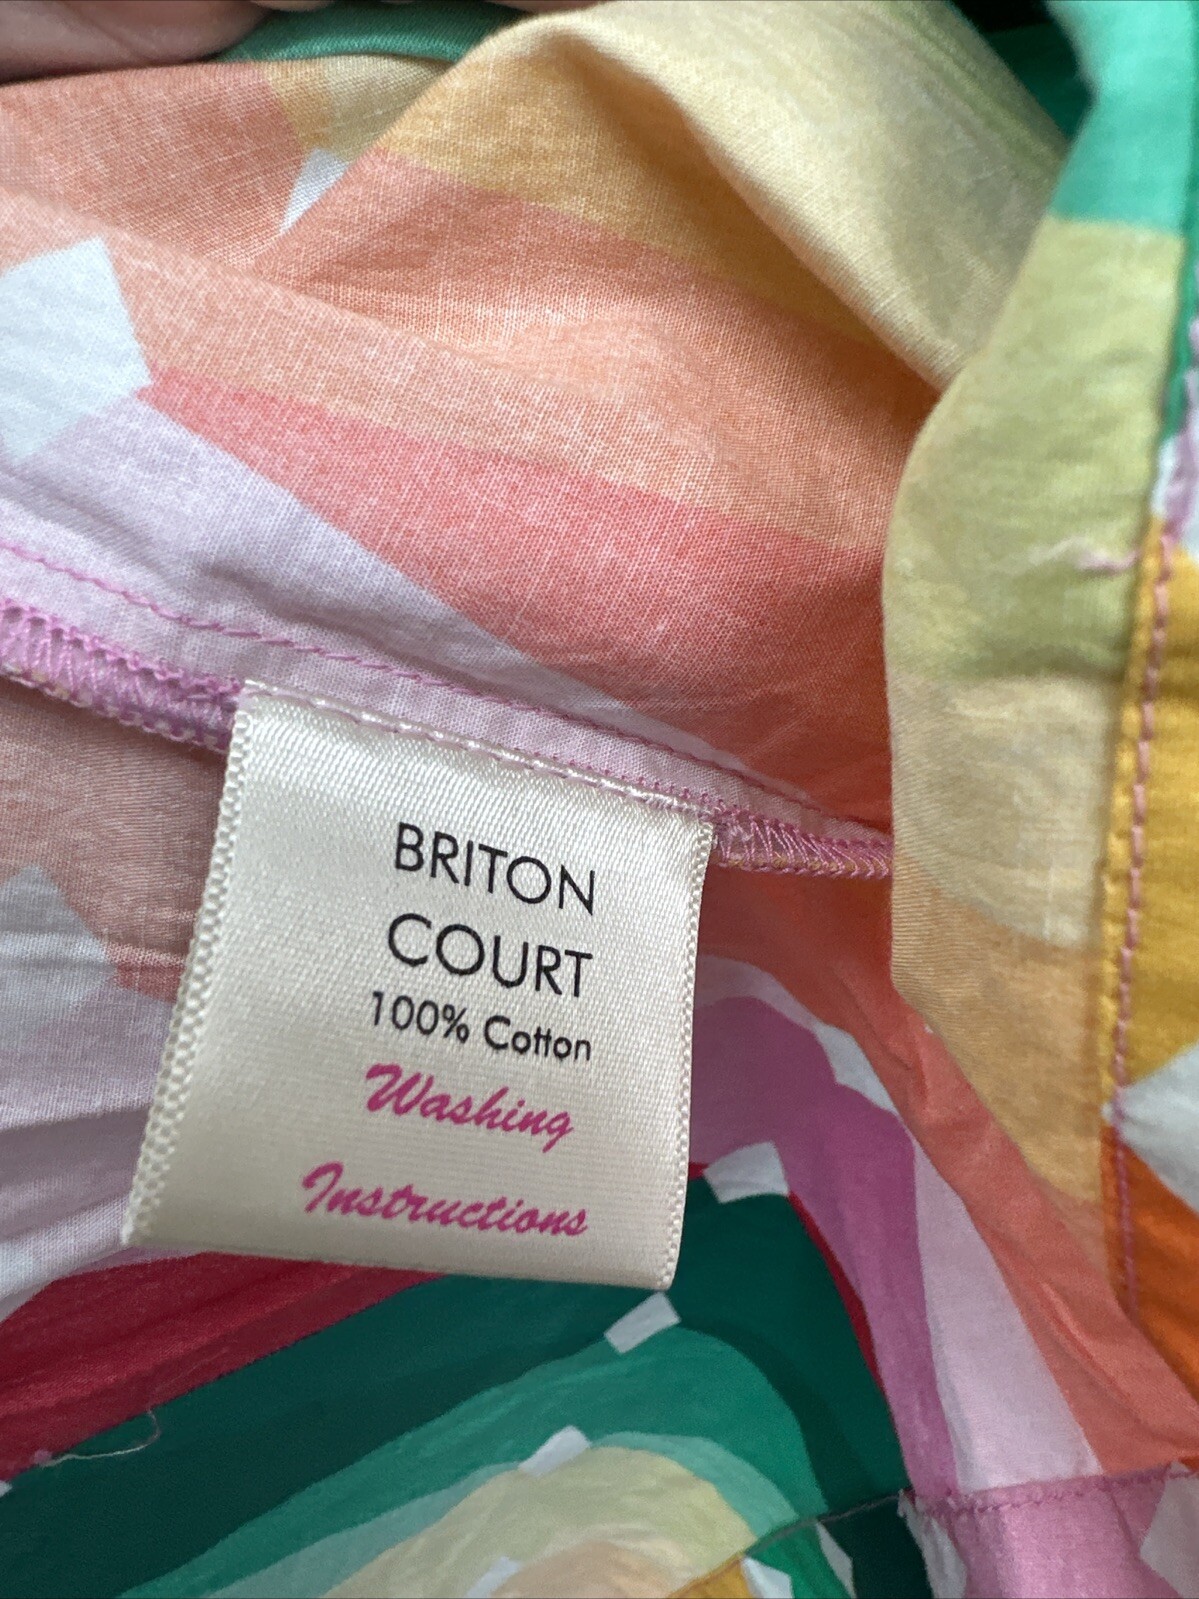 BRITON
COURT
100% Cotton
Washing
Instructions